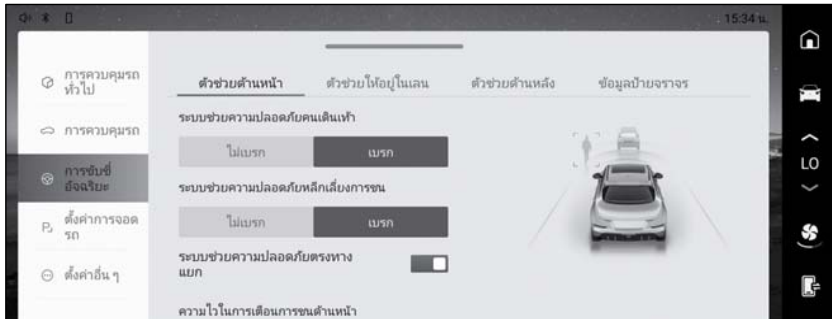 15:34 น.
การควบคุมรถ
ทั่วไป
การควบคุมรถ
การขับขี่
อัจฉริยะ
ตั้งค่าการจอด
รถ
ตั้งค่าอื่น ๆ
ตัวช่วยด้านหน้า ตัวช่วยให้อยู่ในเลน ตัวช่วยด้านหลัง ข้อมูลป้ายจราจร
ระบบช่วยความปลอดภัยคนเดินเท้า
ไม่เบรก เบรก
ระบบช่วยความปลอดภัยหลีกเลี่ยงการชน
ไม่เบรก เบรก
ระบบช่วยความปลอดภัยตรงทาง
แยก
ความไวในการเตือนการชนด้านหน้า
LO